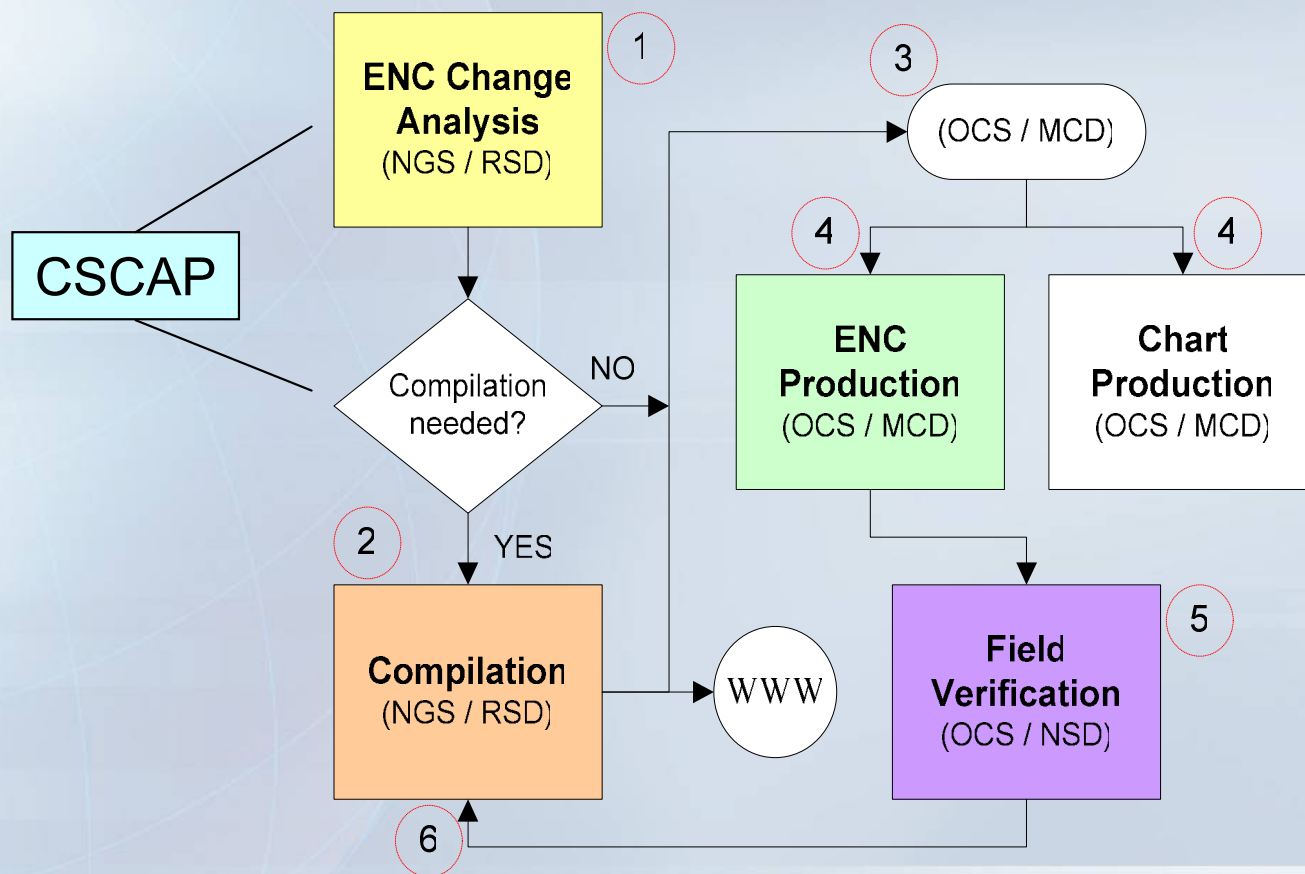 1
ENC Change
Analysis
(NGS / RSD)
CSCAP
Compilation
needed?
NO
YES
2
Compilation
(NGS / RSD)
6
WWW
3
(OCS / MCD)
4
ENC
Production
(OCS / MCD)
4
Chart
Production
(OCS / MCD)
5
Field
Verification
(OCS / NSD)